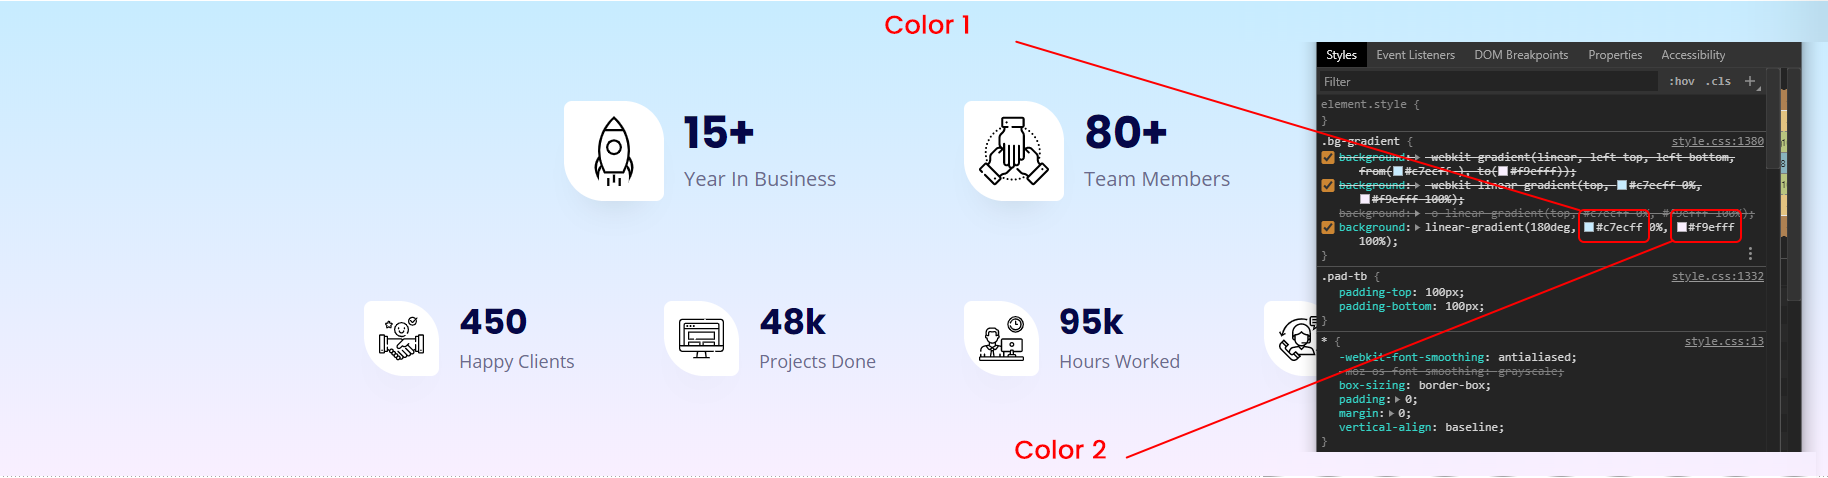 Color 1
15+
Year In Business
80+
Team Members
450
Happy Clients
48k
Projects Done
95k
Hours Worked
Color 2
Styles Event Listeners DOM Breakpoints Properties Accessibility
Filter :hov .cls +
element.style {
}
.bg-gradient { style.css:1380
background: -webkit-gradient(linear, left top, left bottom,
from(#c7ecff), to(#f9efff));
background: -webkit-linear-gradient(top, #c7ecff 0%,
#f9efff 100%);
background: -o-linear-gradient(top, #c7ecff 0%, #f9efff 100%);
background: linear-gradient(180deg, #c7ecff 0%, #f9efff
100%);
}
.pad-tb { style.css:1332
padding-top: 100px;
padding-bottom: 100px;
}
* { style.css:13
-webkit-font-smoothing: antialiased;
-moz-os-font-smoothing: grayscale;
box-sizing: border-box;
padding: 0;
margin: 0;
vertical-align: baseline;
}